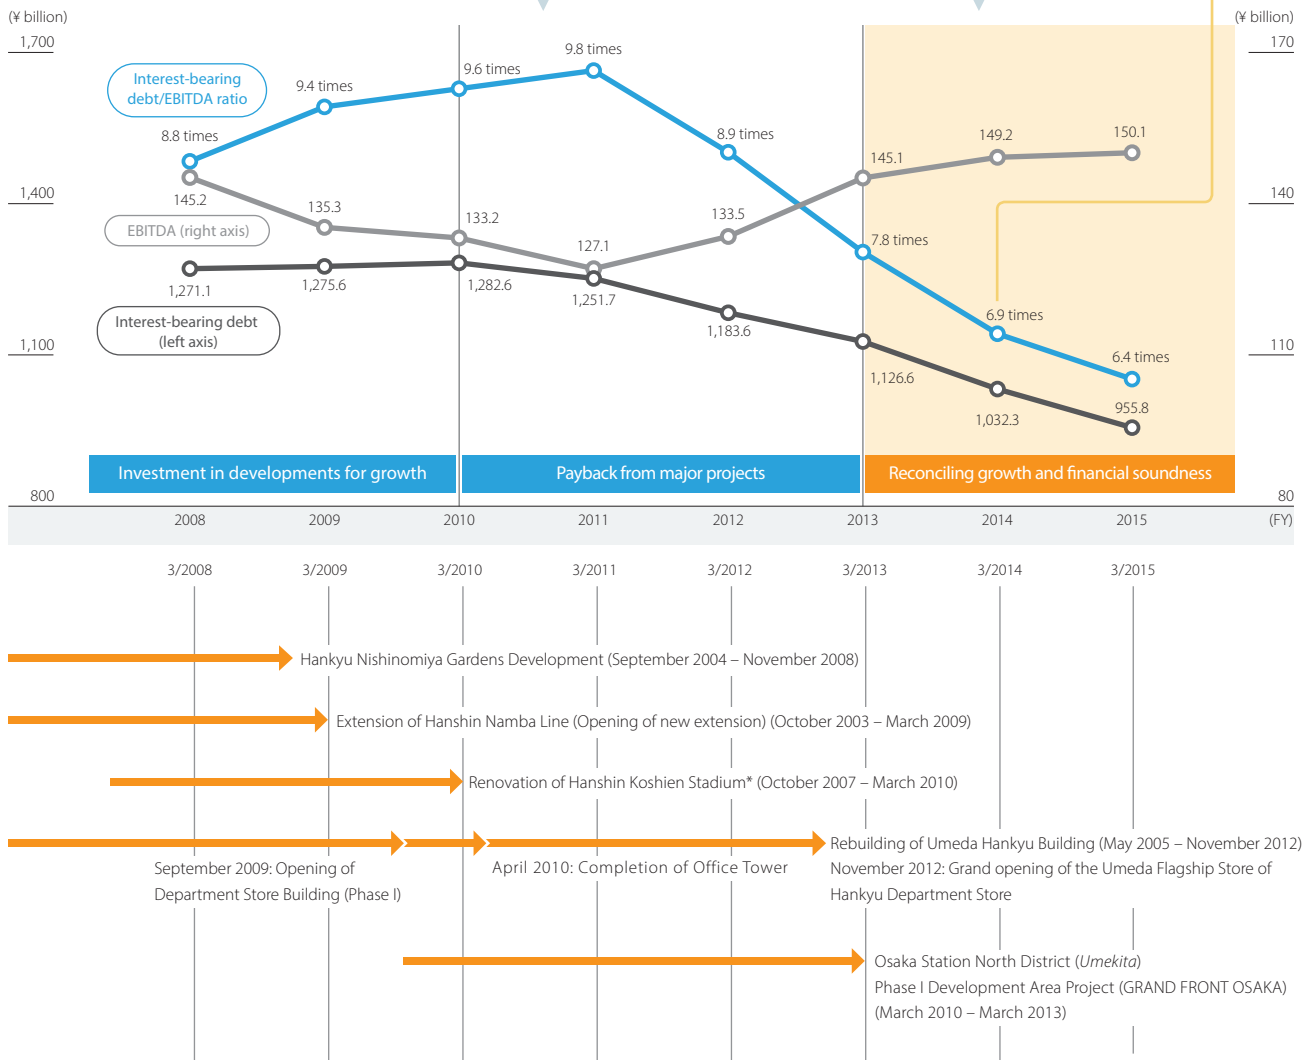 (¥ billion)
(¥ billion)
1,700
170
9.8 times
9.6 times
Interest-bearing
debt/EBITDA ratio
9.4 times
8.8 times
8.9 times
149.2
150.1
145.1
145.2
1,400
140
135.3
133.2
133.5
EBITDA (right axis)
127.1
7.8 times
1,271.1
1,275.6
1,282.6
1,251.7
Interest-bearing debt
(left axis)
1,183.6
6.9 times
1,100
110
6.4 times
1,126.6
1,032.3
955.8
Investment in developments for growth
Payback from major projects
Reconciling growth and financial soundness
800
80
2008
2009
2010
2011
2012
2013
2014
2015
(FY)
3/2008
3/2009
3/2010
3/2011
3/2012
3/2013
3/2014
3/2015
Hankyu Nishinomiya Gardens Development (September 2004 – November 2008)
Extension of Hanshin Namba Line (Opening of new extension) (October 2003 – March 2009)
Renovation of Hanshin Koshien Stadium* (October 2007 – March 2010)
September 2009: Opening of
Department Store Building (Phase I)
April 2010: Completion of Office Tower
Rebuilding of Umeda Hankyu Building (May 2005 – November 2012)
November 2012: Grand opening of the Umeda Flagship Store of
Hankyu Department Store
Osaka Station North District (Umekita)
Phase I Development Area Project (GRAND FRONT OSAKA)
(March 2010 – March 2013)